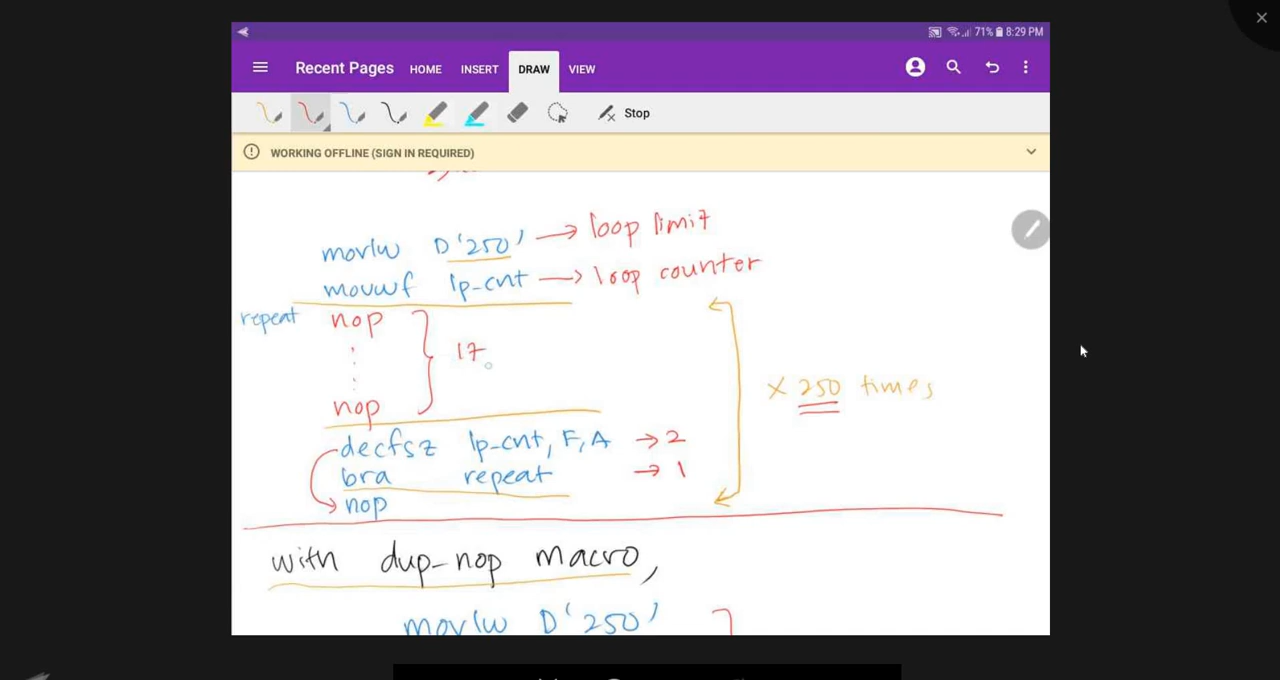 71% 8:29 PM
Recent Pages HOME INSERT DRAW VIEW
Stop
WORKING OFFLINE (SIGN IN REQUIRED)
movlw D'250' → loop limit
movwf lp-cnt → loop counter
repeat nop
17
nop
× 250 times
decfsz lp-cnt, F, A → 2
bra repeat → 1
nop
with dup-nop macro,
movlw D'250'